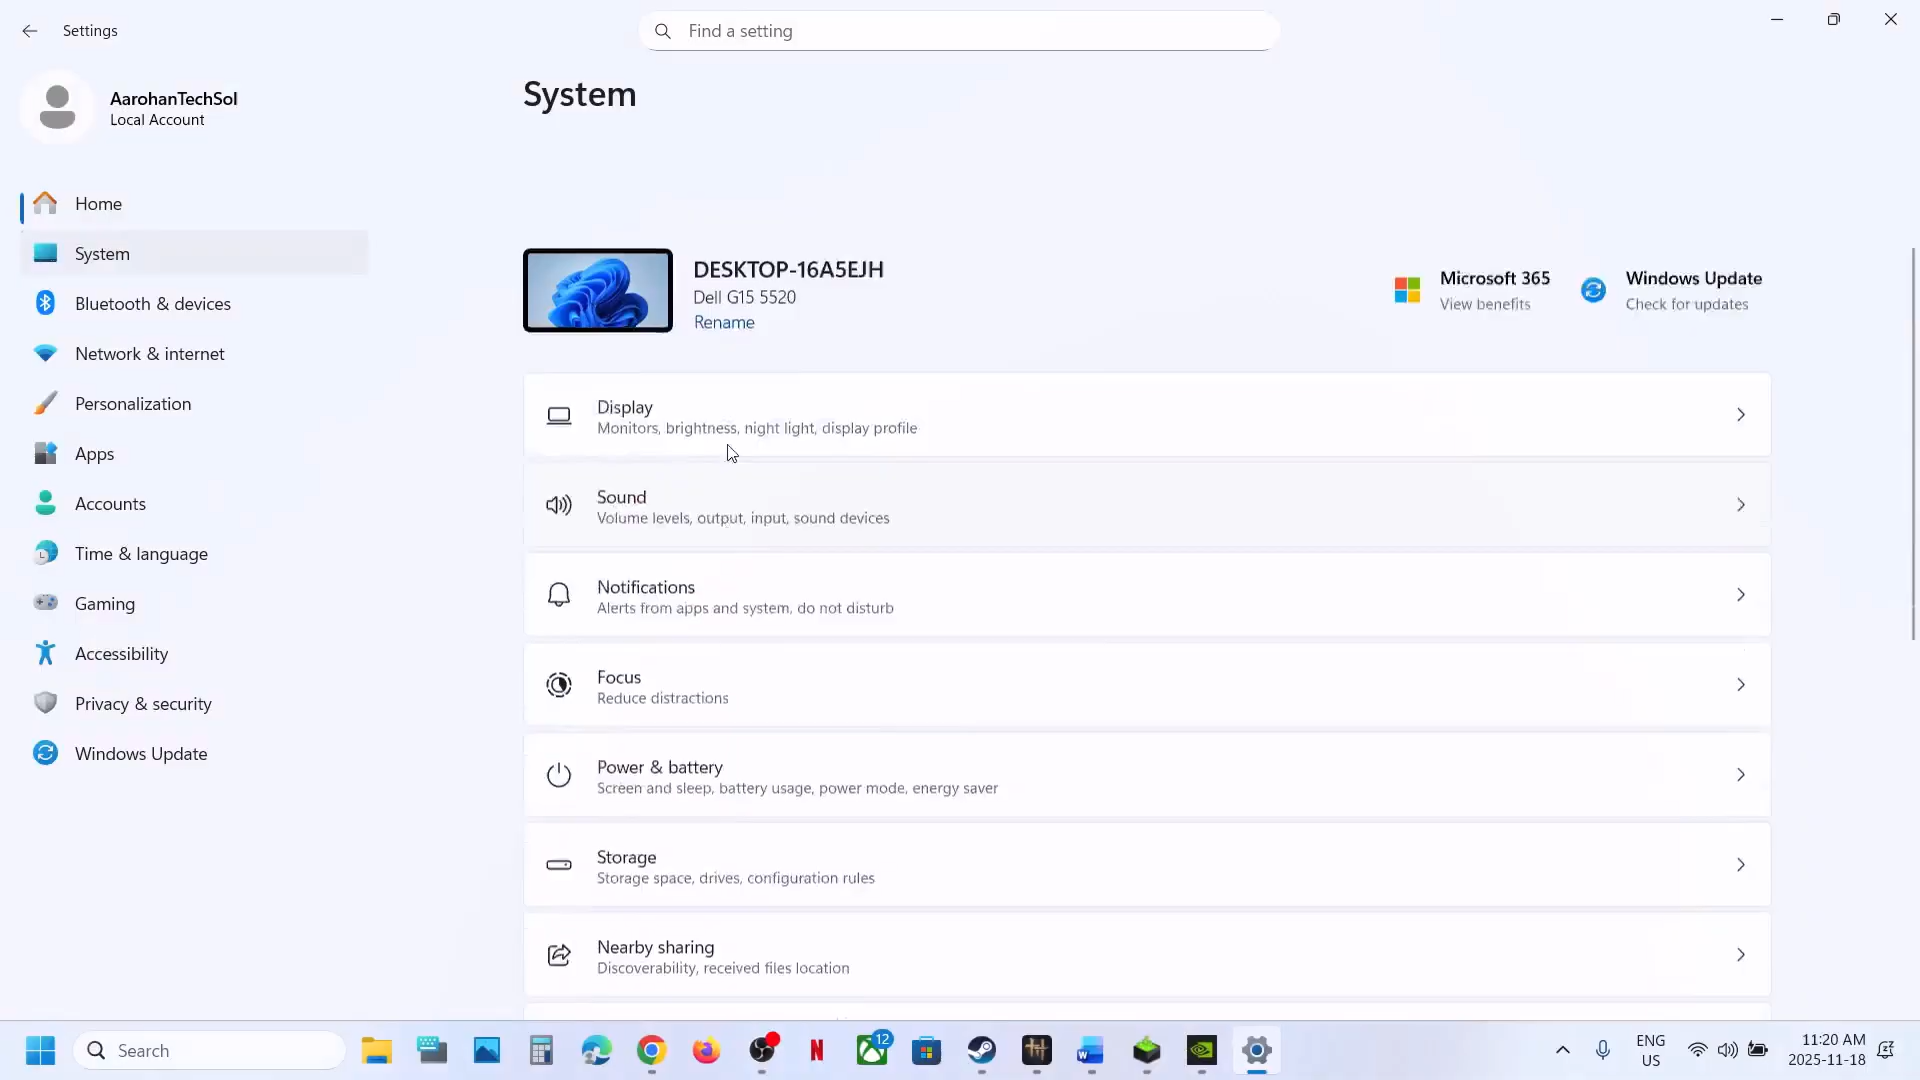 Settings
Find a setting
AarohanTechSol
Local Account
System
Home
System
Bluetooth & devices
Network & internet
Personalization
Apps
Accounts
Time & language
Gaming
Accessibility
Privacy & security
Windows Update
DESKTOP-16A5EJH
Dell G15 5520
Rename
Microsoft 365
View benefits
Windows Update
Check for updates
Display
Monitors, brightness, night light, display profile
Sound
Volume levels, output, input, sound devices
Notifications
Alerts from apps and system, do not disturb
Focus
Reduce distractions
Power & battery
Screen and sleep, battery usage, power mode, energy saver
Storage
Storage space, drives, configuration rules
Nearby sharing
Discoverability, received files location
Search
12
ENG
US
11:20 AM
2025-11-18